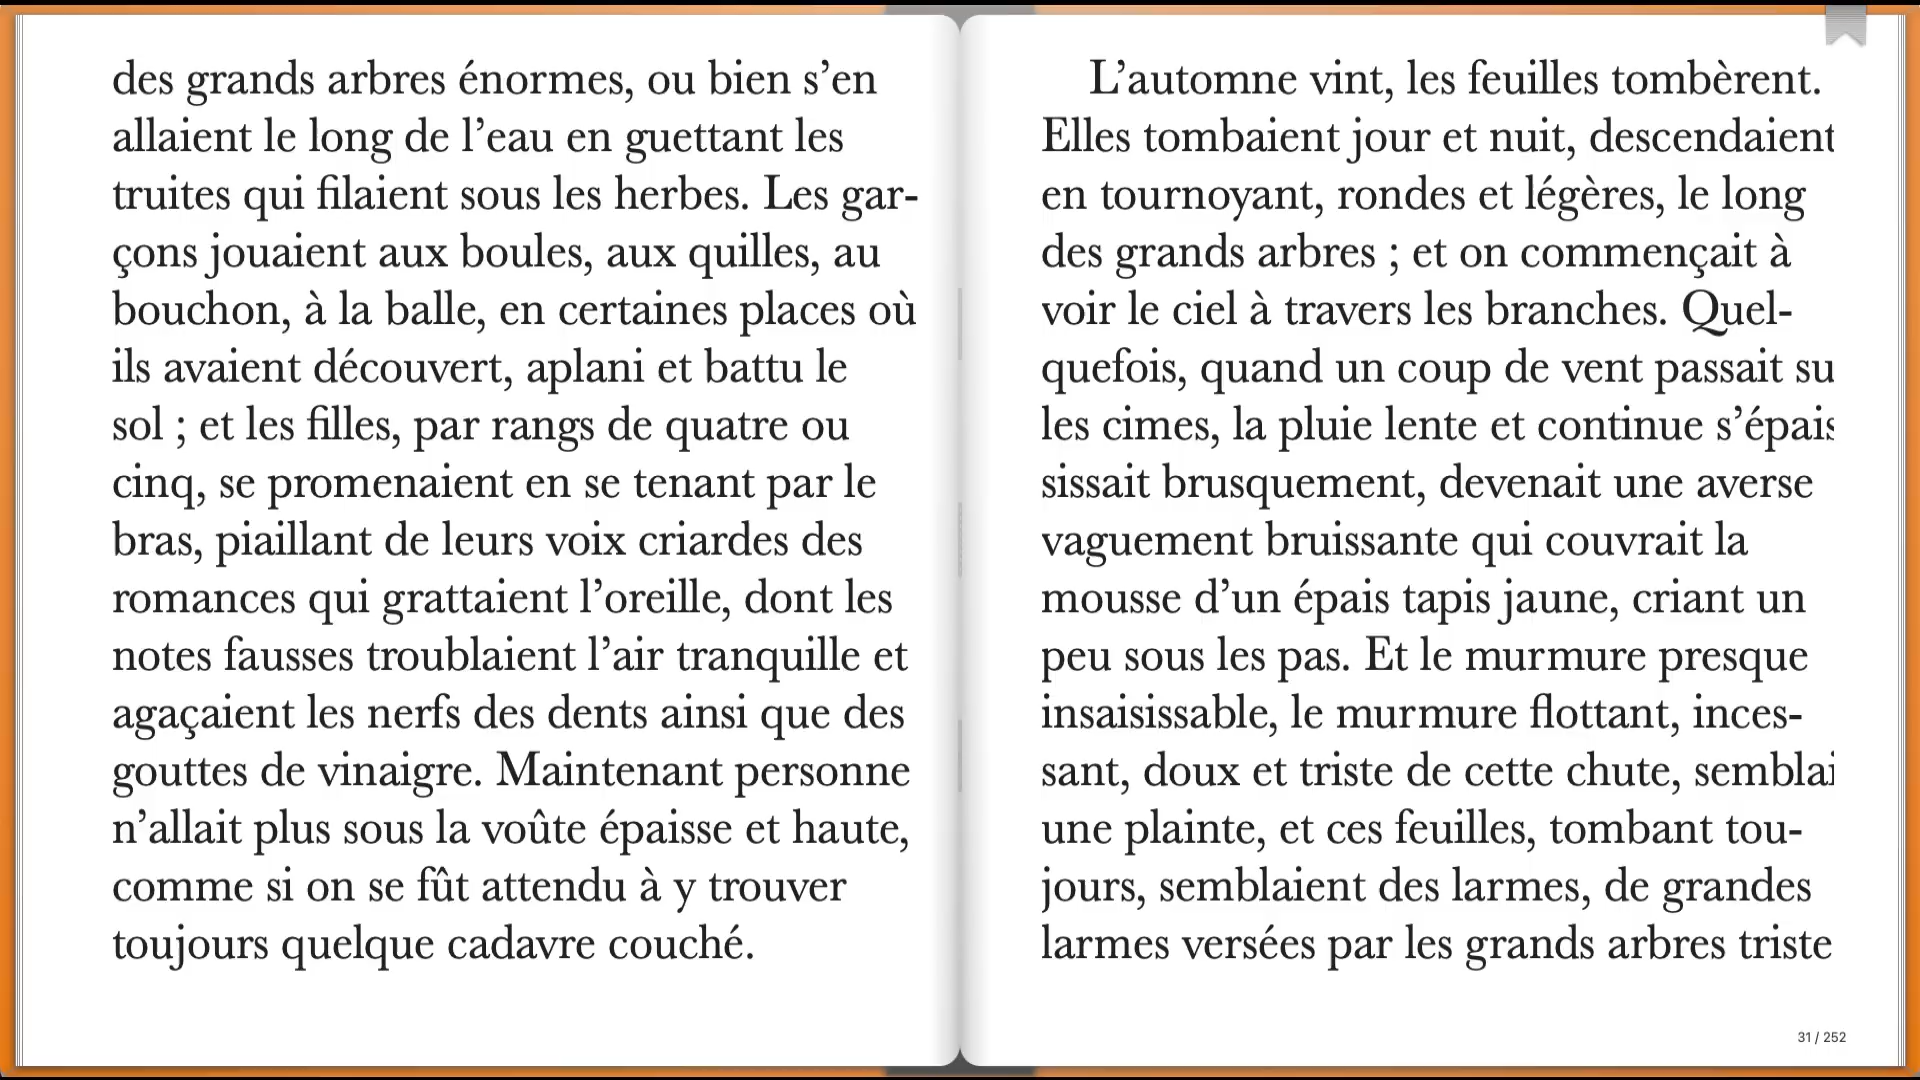 des grands arbres énormes, ou bien s’en
allaient le long de l’eau en guettant les
truites qui filaient sous les herbes. Les gar-
çons jouaient aux boules, aux quilles, au
bouchon, à la balle, en certaines places où
ils avaient découvert, aplani et battu le
sol ; et les filles, par rangs de quatre ou
cinq, se promenaient en se tenant par le
bras, piaillant de leurs voix criardes des
romances qui grattaient l’oreille, dont les
notes fausses troublaient l’air tranquille et
agaçaient les nerfs des dents ainsi que des
gouttes de vinaigre. Maintenant personne
n’allait plus sous la voûte épaisse et haute,
comme si on se fût attendu à y trouver
toujours quelque cadavre couché.
L’automne vint, les feuilles tombèrent.
Elles tombaient jour et nuit, descendaient
en tournoyant, rondes et légères, le long
des grands arbres ; et on commençait à
voir le ciel à travers les branches. Quel-
quefois, quand un coup de vent passait su
les cimes, la pluie lente et continue s’épais
sissait brusquement, devenait une averse
vaguement bruissante qui couvrait la
mousse d’un épais tapis jaune, criant un
peu sous les pas. Et le murmure presque
insaisissable, le murmure flottant, inces-
sant, doux et triste de cette chute, semblai
une plainte, et ces feuilles, tombant tou-
jours, semblaient des larmes, de grandes
larmes versées par les grands arbres triste
31 / 252